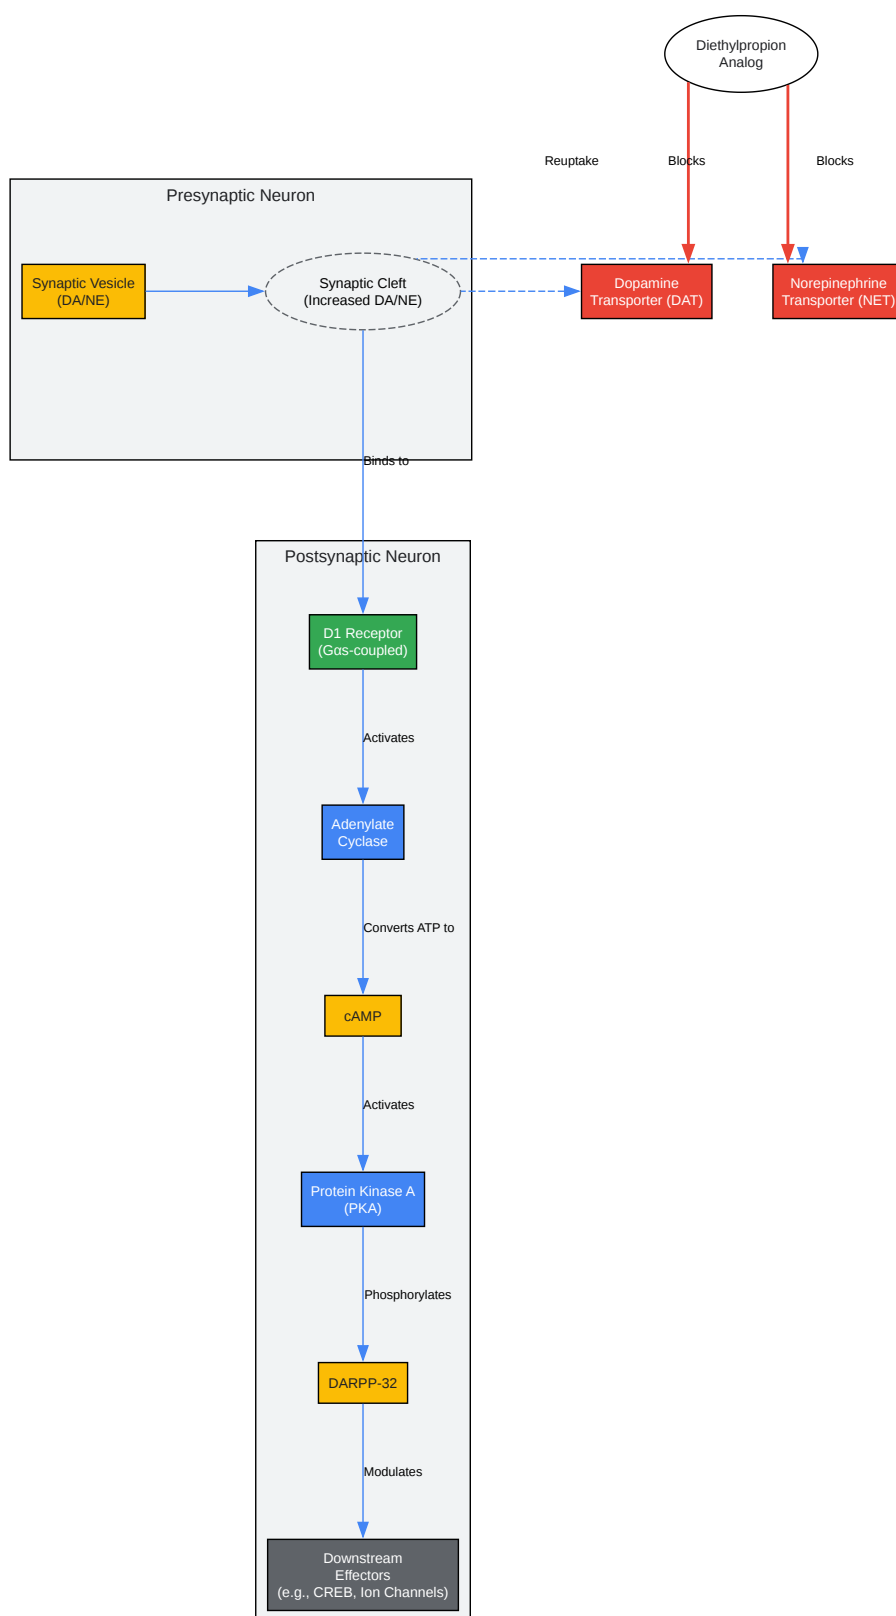 Diethylpropion
Analog
Reuptake
Blocks
Blocks
Presynaptic Neuron
Synaptic Vesicle
(DA/NE)
Synaptic Cleft
(Increased DA/NE)
Dopamine
Transporter (DAT)
Norepinephrine
Transporter (NET)
Binds to
Postsynaptic Neuron
D1 Receptor
(Gαs-coupled)
Activates
Adenylate
Cyclase
Converts ATP to
cAMP
Activates
Protein Kinase A
(PKA)
Phosphorylates
DARPP-32
Modulates
Downstream
Effectors
(e.g., CREB, Ion Channels)